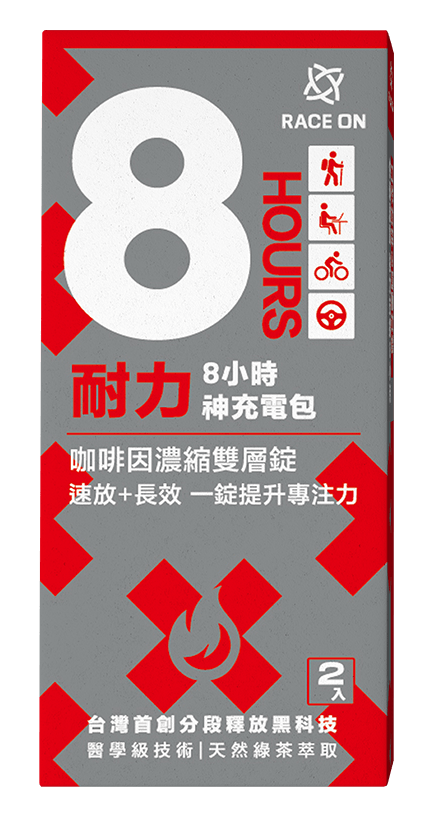 RACE ON
8
HOURS
耐力
8小時
神充電包
咖啡因濃縮雙層錠
速放+長效 一錠提升專注力
2
入
台灣首創分段釋放黑科技
醫學級技術|天然綠茶萃取